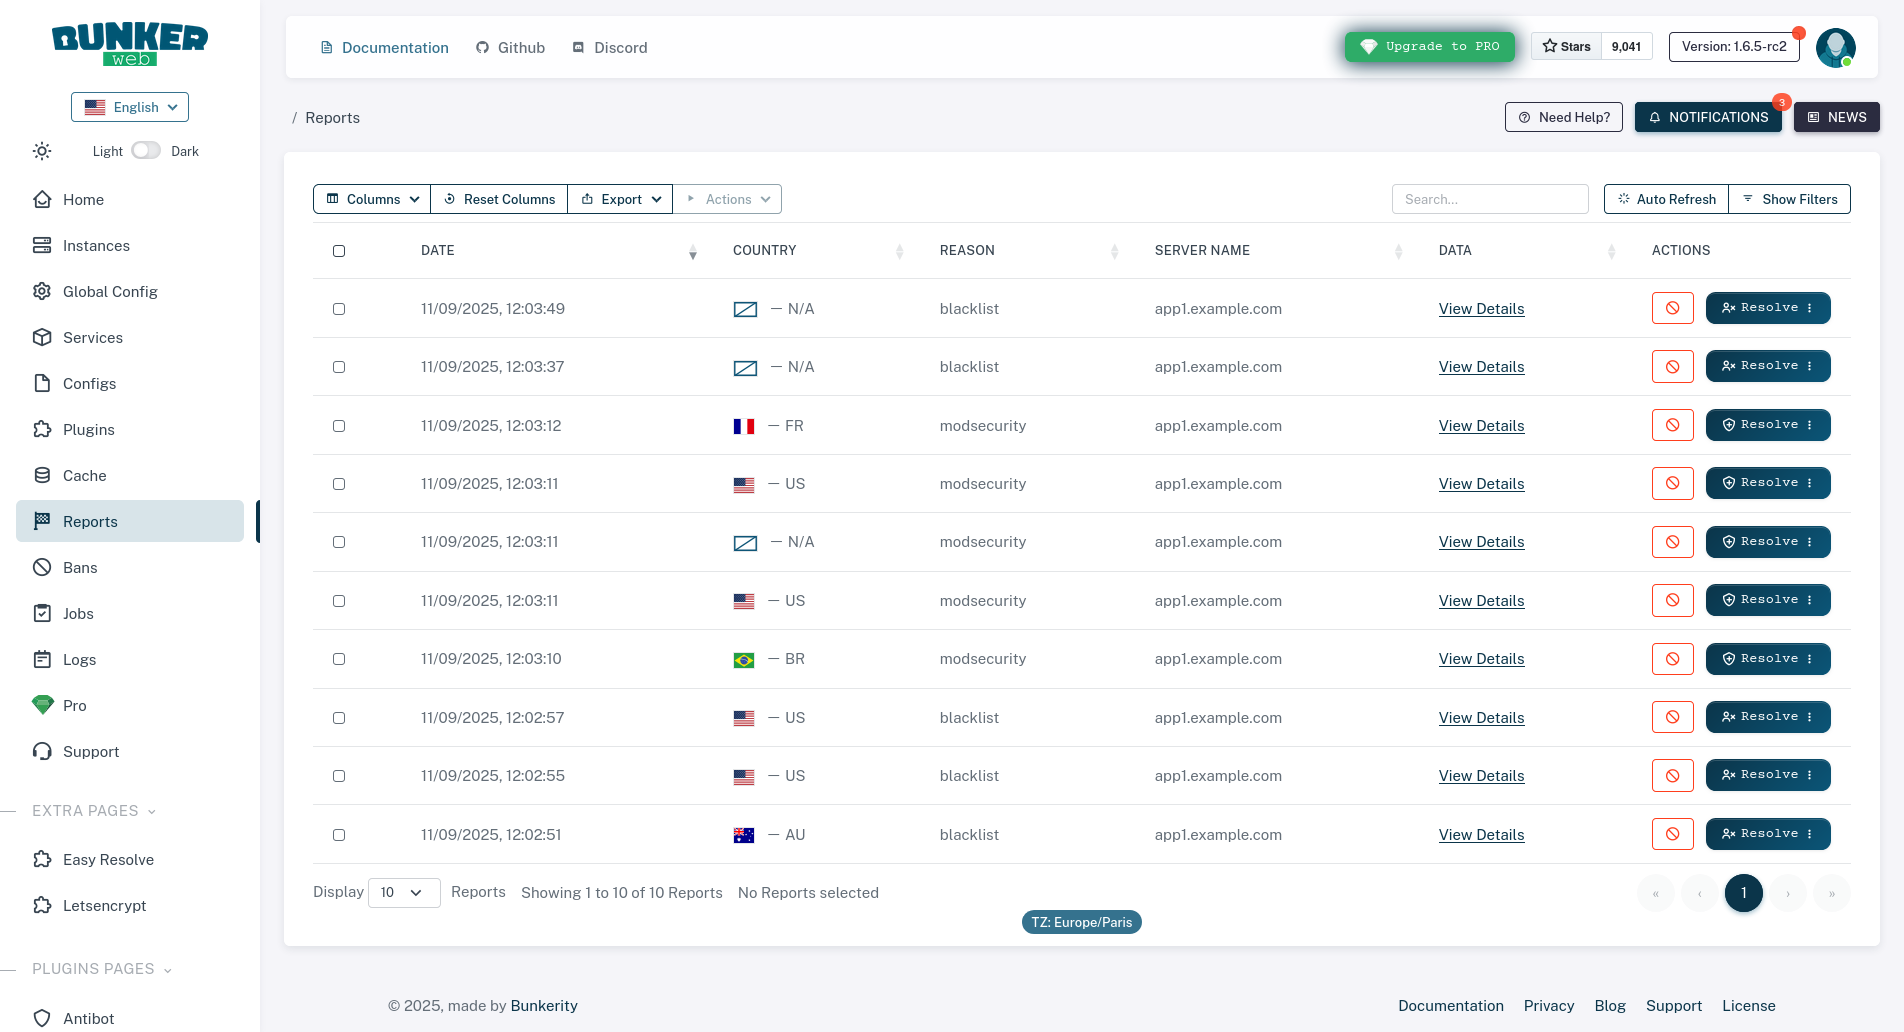 BUNKER
web
English
Light Dark
Home
Instances
Global Config
Services
Configs
Plugins
Cache
Reports
Bans
Jobs
Logs
Pro
Support
EXTRA PAGES
Easy Resolve
Letsencrypt
PLUGINS PAGES
Antibot
Documentation Github Discord Upgrade to PRO Stars 9,041 Version: 1.6.5-rc2
/ Reports Need Help? NOTIFICATIONS 3 NEWS
Columns Reset Columns Export Actions Search... Auto Refresh Show Filters
DATE COUNTRY REASON SERVER NAME DATA ACTIONS
11/09/2025, 12:03:49 — N/A blacklist app1.example.com View Details Resolve
11/09/2025, 12:03:37 — N/A blacklist app1.example.com View Details Resolve
11/09/2025, 12:03:12 — FR modsecurity app1.example.com View Details Resolve
11/09/2025, 12:03:11 — US modsecurity app1.example.com View Details Resolve
11/09/2025, 12:03:11 — N/A modsecurity app1.example.com View Details Resolve
11/09/2025, 12:03:11 — US modsecurity app1.example.com View Details Resolve
11/09/2025, 12:03:10 — BR modsecurity app1.example.com View Details Resolve
11/09/2025, 12:02:57 — US blacklist app1.example.com View Details Resolve
11/09/2025, 12:02:55 — US blacklist app1.example.com View Details Resolve
11/09/2025, 12:02:51 — AU blacklist app1.example.com View Details Resolve
Display 10 Reports Showing 1 to 10 of 10 Reports No Reports selected « ‹ 1 › »
TZ: Europe/Paris
© 2025, made by Bunkerity Documentation Privacy Blog Support License